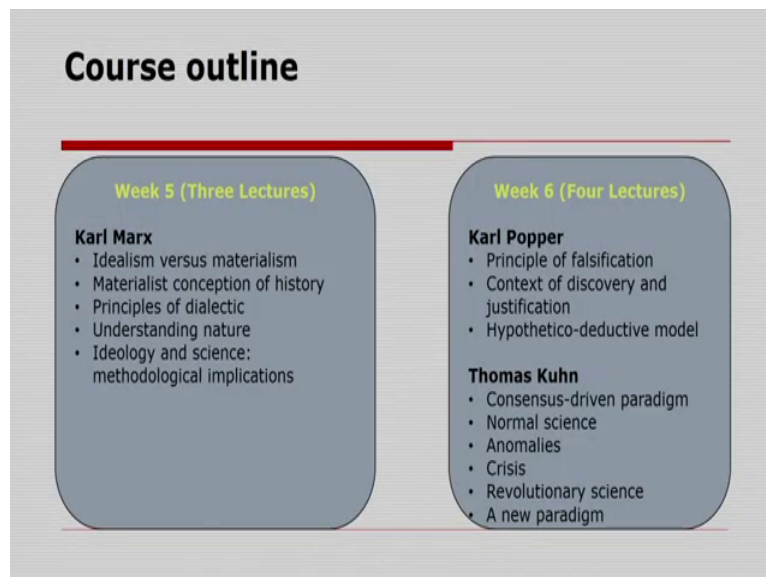 Course outline
Week 5 (Three Lectures)
Karl Marx
• Idealism versus materialism
• Materialist conception of history
• Principles of dialectic
• Understanding nature
• Ideology and science:
methodological implications
Week 6 (Four Lectures)
Karl Popper
• Principle of falsification
• Context of discovery and
justification
• Hypothetico-deductive model
Thomas Kuhn
• Consensus-driven paradigm
• Normal science
• Anomalies
• Crisis
• Revolutionary science
• A new paradigm